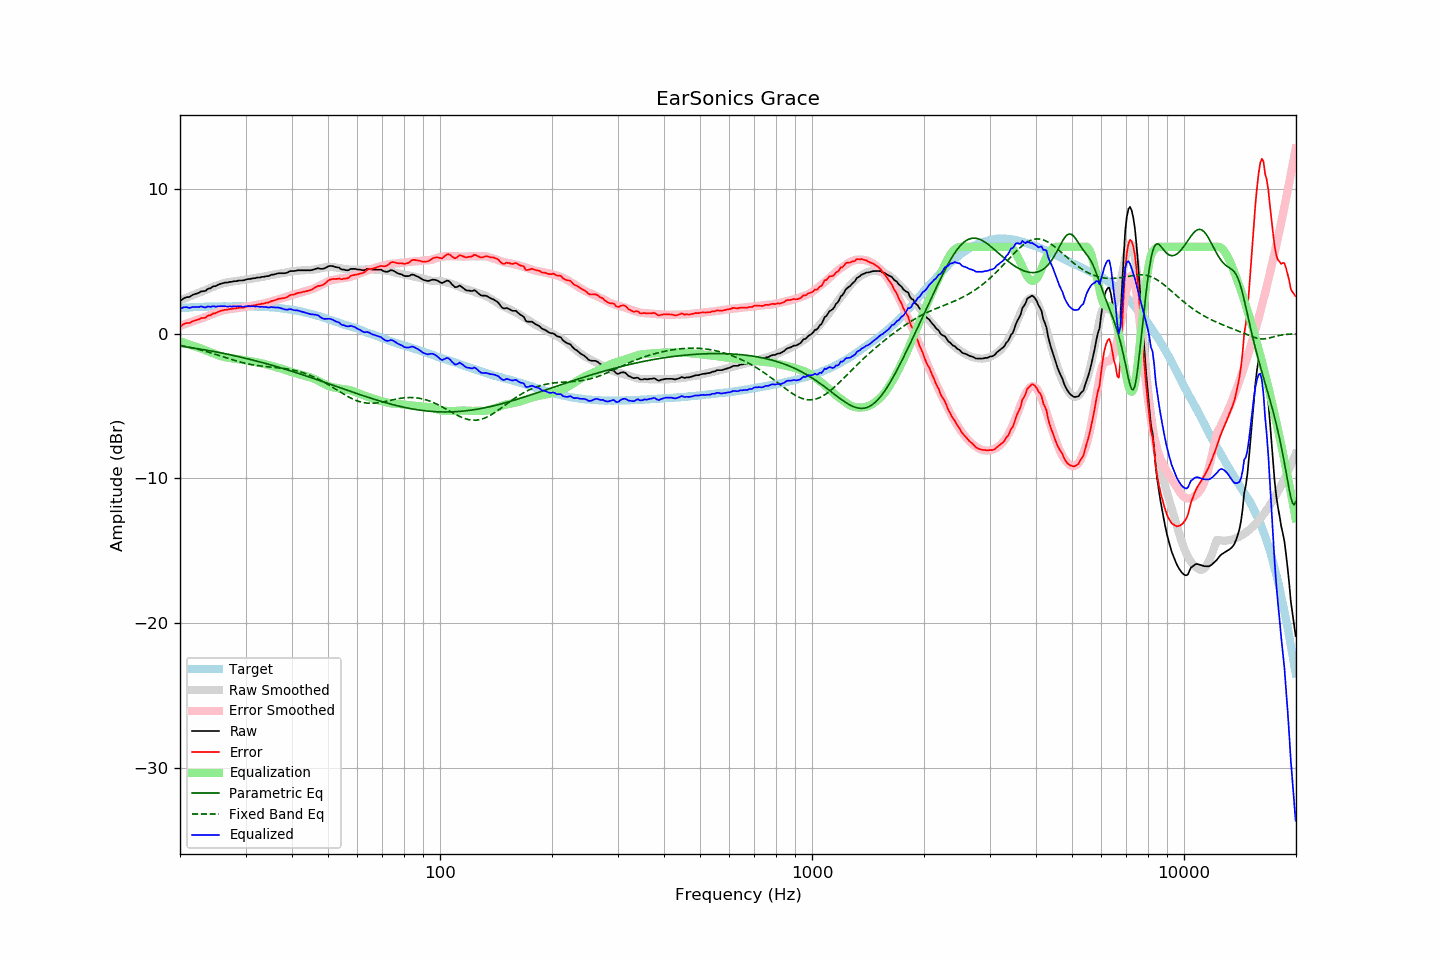 EarSonics Grace
Amplitude (dBr)
10
0
−10
−20
−30
Target
Raw Smoothed
Error Smoothed
Raw
Error
Equalization
Parametric Eq
Fixed Band Eq
Equalized
100
1000
10000
Frequency (Hz)